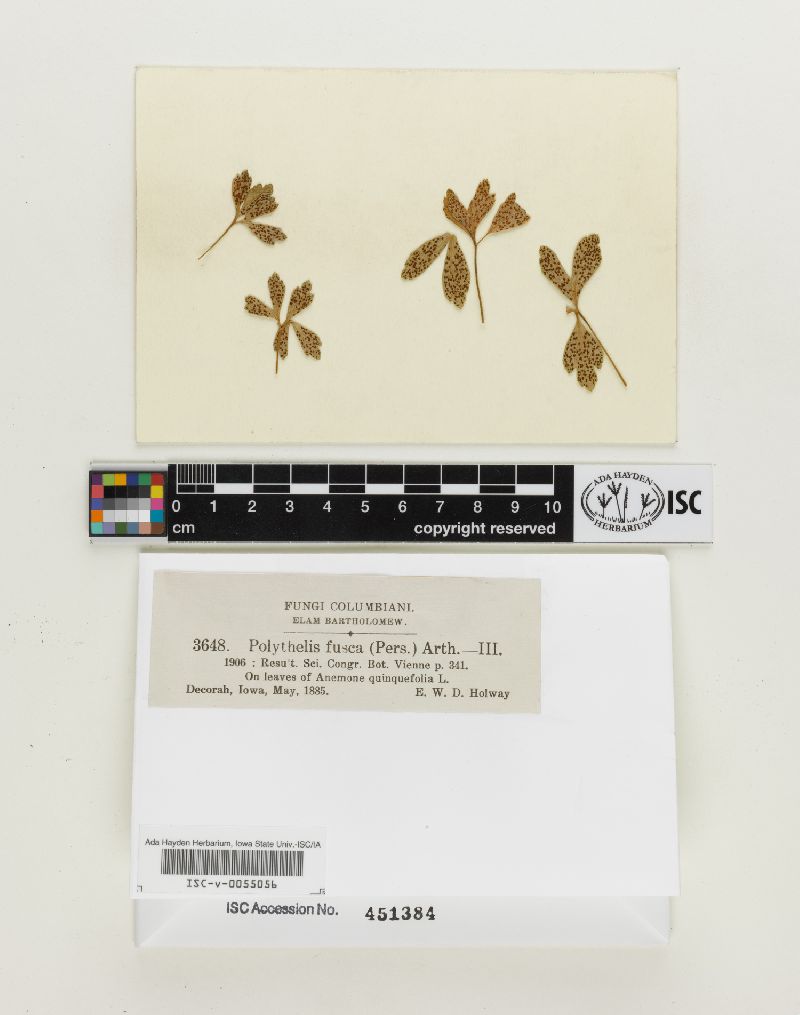 0 1 2 3 4 5 6 7 8 9 10
cm
copyright reserved
ADA HAYDEN
HERBARIUM
ISC
FUNGI COLUMBIANI.
ELAM BARTHOLOMEW.
3648. Polythelis fusca (Pers.) Arth.—III.
1906 : Resu't. Sci. Congr. Bot. Vienne p. 341.
On leaves of Anemone quinquefolia L.
Decorah, Iowa, May, 1885. E. W. D. Holway
Ada Hayden Herbarium, Iowa State Univ.-ISC/IA
ISC-v-0055056
ISC Accession No. 451384